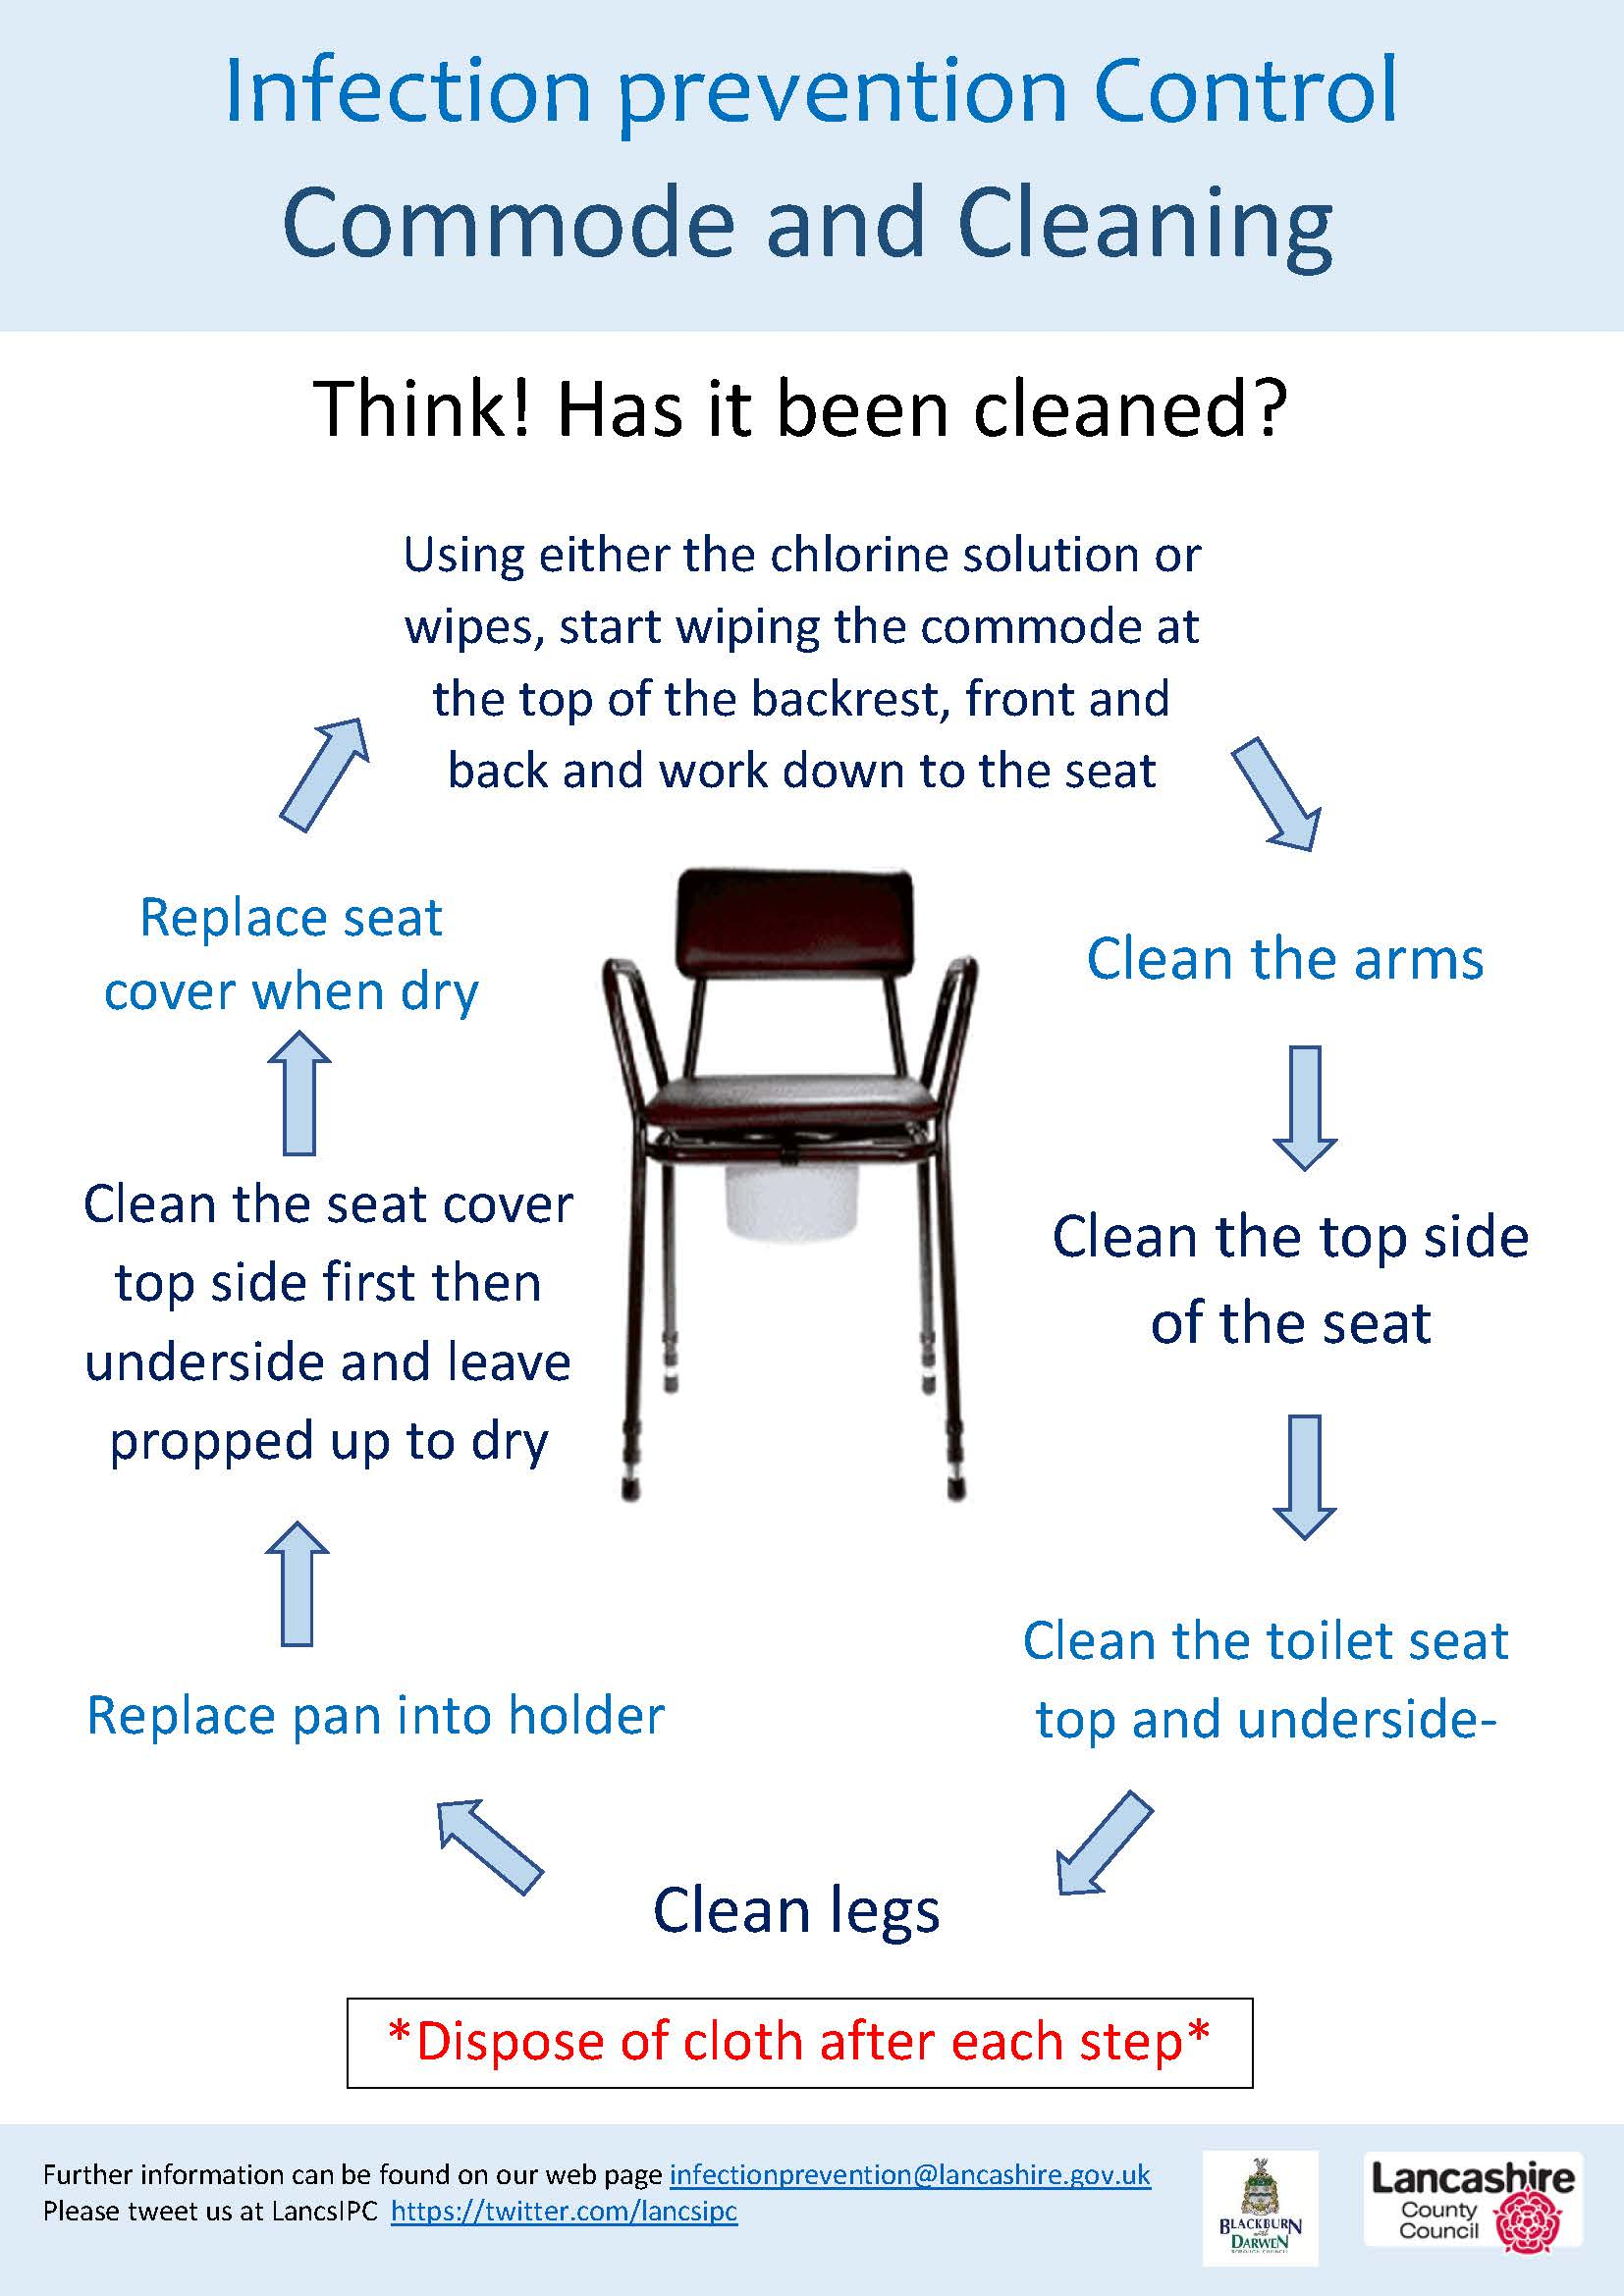 Infection prevention Control
Commode and Cleaning
Think! Has it been cleaned?
Using either the chlorine solution or
wipes, start wiping the commode at
the top of the backrest, front and
back and work down to the seat
Clean the arms
Clean the top side
of the seat
Clean the toilet seat
top and underside-
Clean legs
Replace pan into holder
Clean the seat cover
top side first then
underside and leave
propped up to dry
Replace seat
cover when dry
*Dispose of cloth after each step*
Further information can be found on our web page infectionprevention@lancashire.gov.uk
Please tweet us at LancsIPC https://twitter.com/lancsipc
BLACKBURN
with
DARWEN
BOROUGH COUNCIL
Lancashire
County
Council